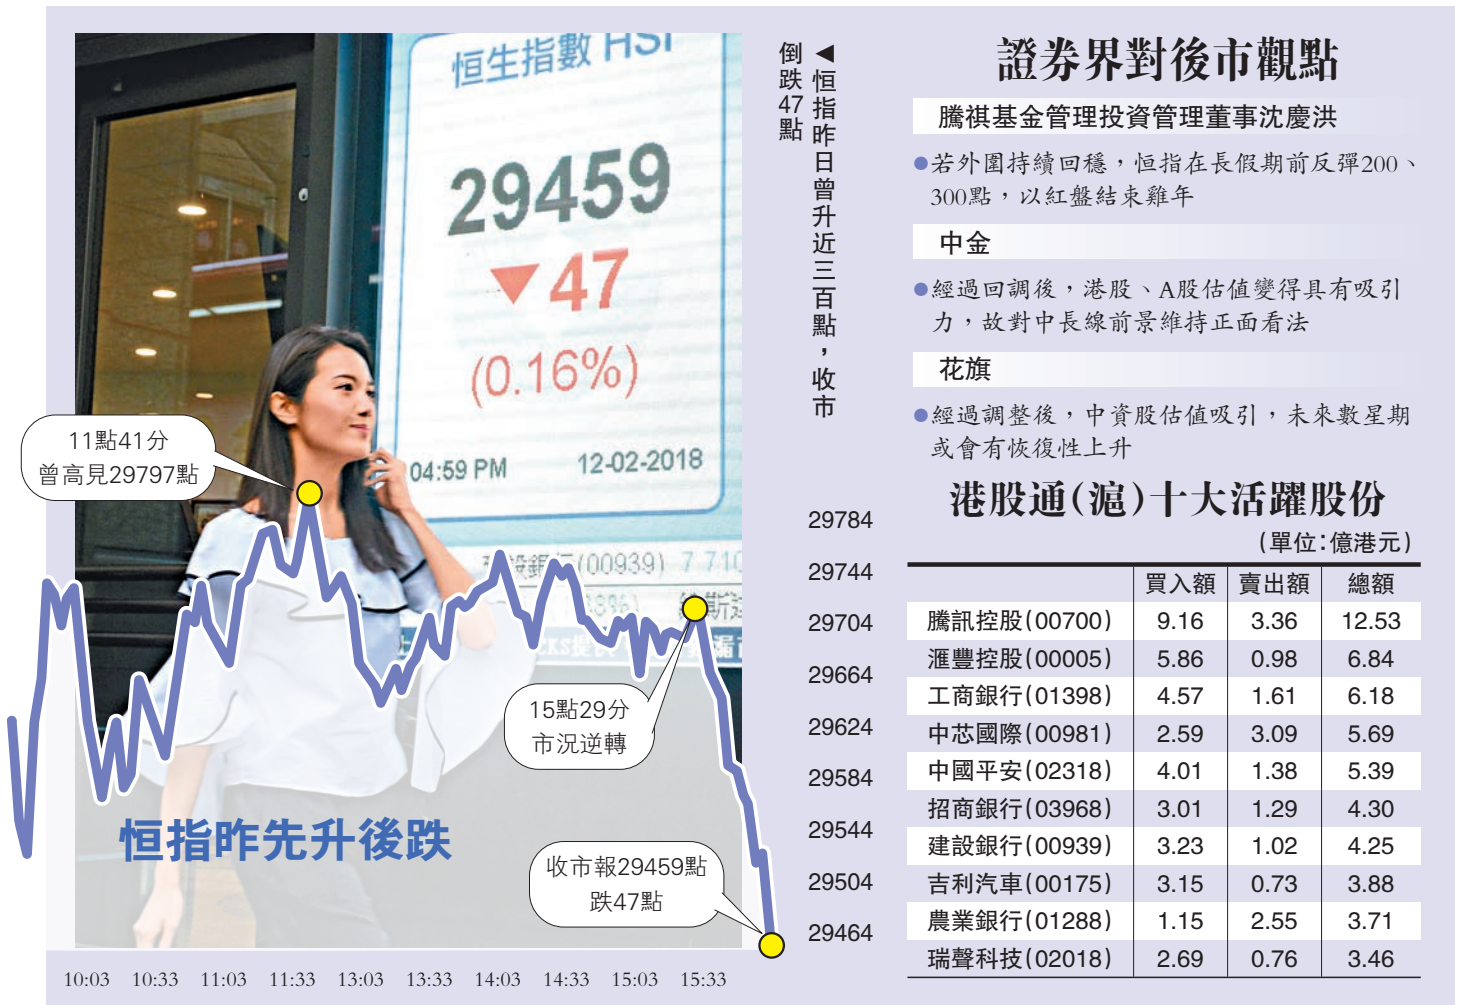 恒生指數 HSI
29459
▼47
(0.16%)
04:59 PM 12-02-2018
(00939) 7 710
◀恒指昨日曾升近三百點，收市
倒跌47點
11點41分
曾高見29797點
15點29分
市況逆轉
收市報29459點
跌47點
恒指昨先升後跌
29784
29744
29704
29664
29624
29584
29544
29504
29464
10:03 10:33 11:03 11:33 13:03 13:33 14:03 14:33 15:03 15:33
證券界對後市觀點
騰祺基金管理投資管理董事沈慶洪
●若外圍持續回穩，恒指在長假期前反彈200、
300點，以紅盤結束雞年
中金
●經過回調後，港股、A股估值變得具有吸引
力，故對中長線前景維持正面看法
花旗
●經過調整後，中資股估值吸引，未來數星期
或會有恢復性上升
港股通(滬)十大活躍股份
(單位：億港元)
買入額 賣出額 總額
騰訊控股(00700) 9.16 3.36 12.53
滙豐控股(00005) 5.86 0.98 6.84
工商銀行(01398) 4.57 1.61 6.18
中芯國際(00981) 2.59 3.09 5.69
中國平安(02318) 4.01 1.38 5.39
招商銀行(03968) 3.01 1.29 4.30
建設銀行(00939) 3.23 1.02 4.25
吉利汽車(00175) 3.15 0.73 3.88
農業銀行(01288) 1.15 2.55 3.71
瑞聲科技(02018) 2.69 0.76 3.46